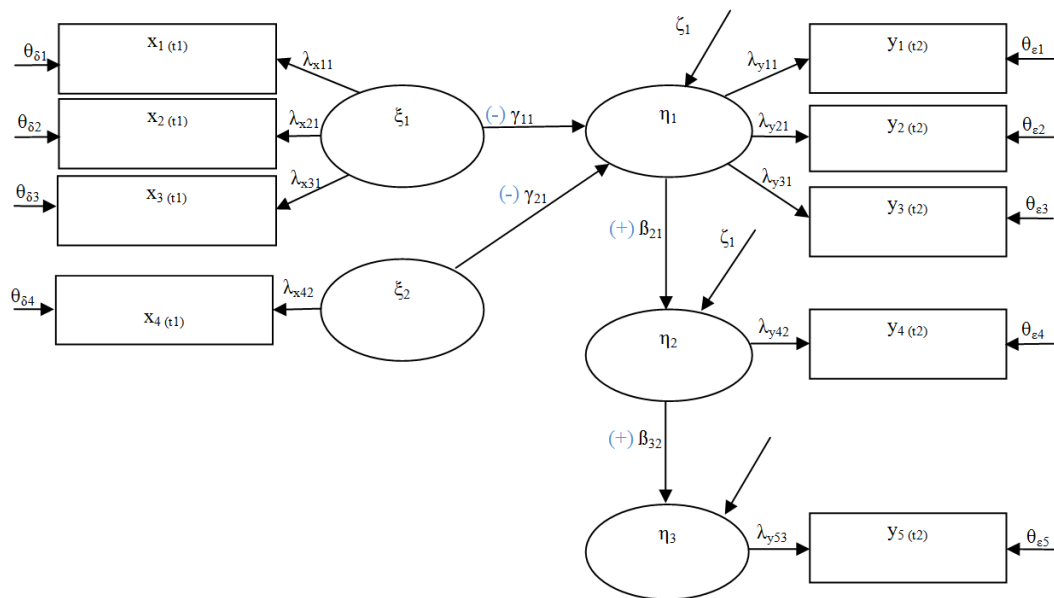 x1 (t1)
θδ1
λx11
x2 (t1)
θδ2
λx21
x3 (t1)
θδ3
λx31
ξ1
(-) γ11
ζ1
η1
λy11
y1 (t2)
θε1
λy21
y2 (t2)
θε2
λy31
y3 (t2)
θε3
(-) γ21
(+) ß21
ζ1
θδ4
x4 (t1)
λx42
ξ2
η2
λy42
y4 (t2)
θε4
(+) ß32
η3
λy53
y5 (t2)
θε5